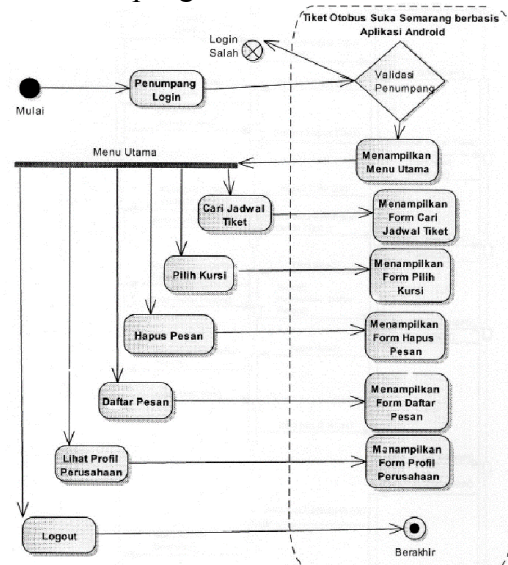 Tiket Otobus Suka Semarang berbasis
Aplikasi Android
Login
Salah
Validasi
Penumpang
Penumpang
Login
Mulai
Menu Utama
Menampilkan
Menu Utama
Cari Jadwal
Tiket
Menampilkan
Form Cari
Jadwal Tiket
Pilih Kursi
Menampilkan
Form Pilih
Kursi
Hapus Pesan
Menampilkan
Form Hapus
Pesan
Daftar Pesan
Menampilkan
Form Daftar
Pesan
Lihat Profil
Perusahaan
Menampilkan
Form Profil
Perusahaan
Logout
Berakhir